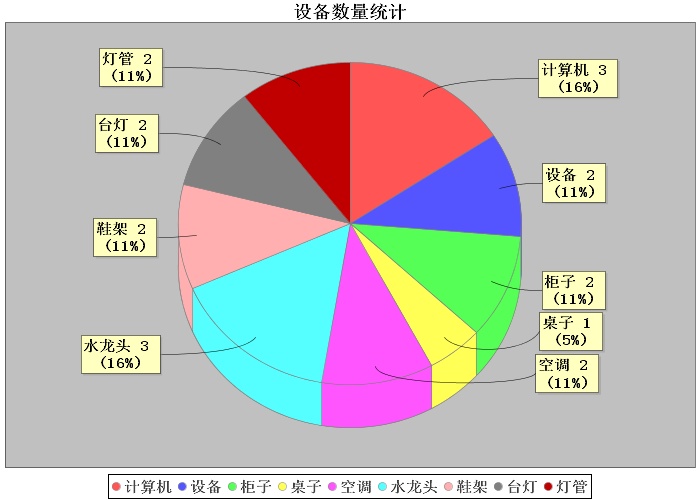 设备数量统计
灯管 2
(11%)
计算机 3
(16%)
台灯 2
(11%)
设备 2
(11%)
鞋架 2
(11%)
柜子 2
(11%)
桌子 1
(5%)
水龙头 3
(16%)
空调 2
(11%)
计算机 设备 柜子 桌子 空调 水龙头 鞋架 台灯 灯管